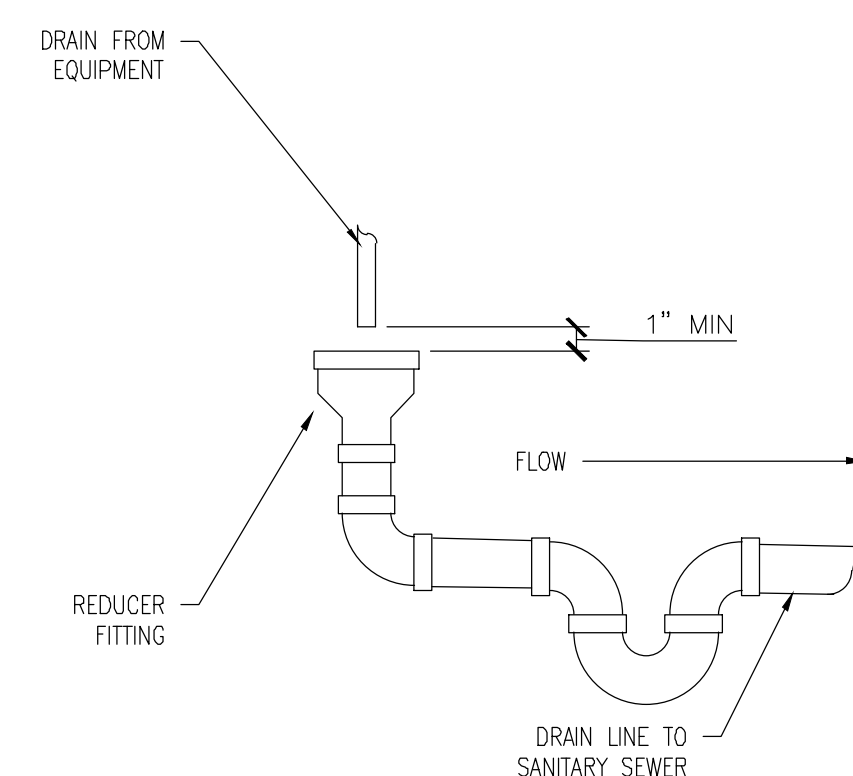 DRAIN FROM
EQUIPMENT
1” MIN
FLOW
REDUCER
FITTING
DRAIN LINE TO
SANITARY SEWER